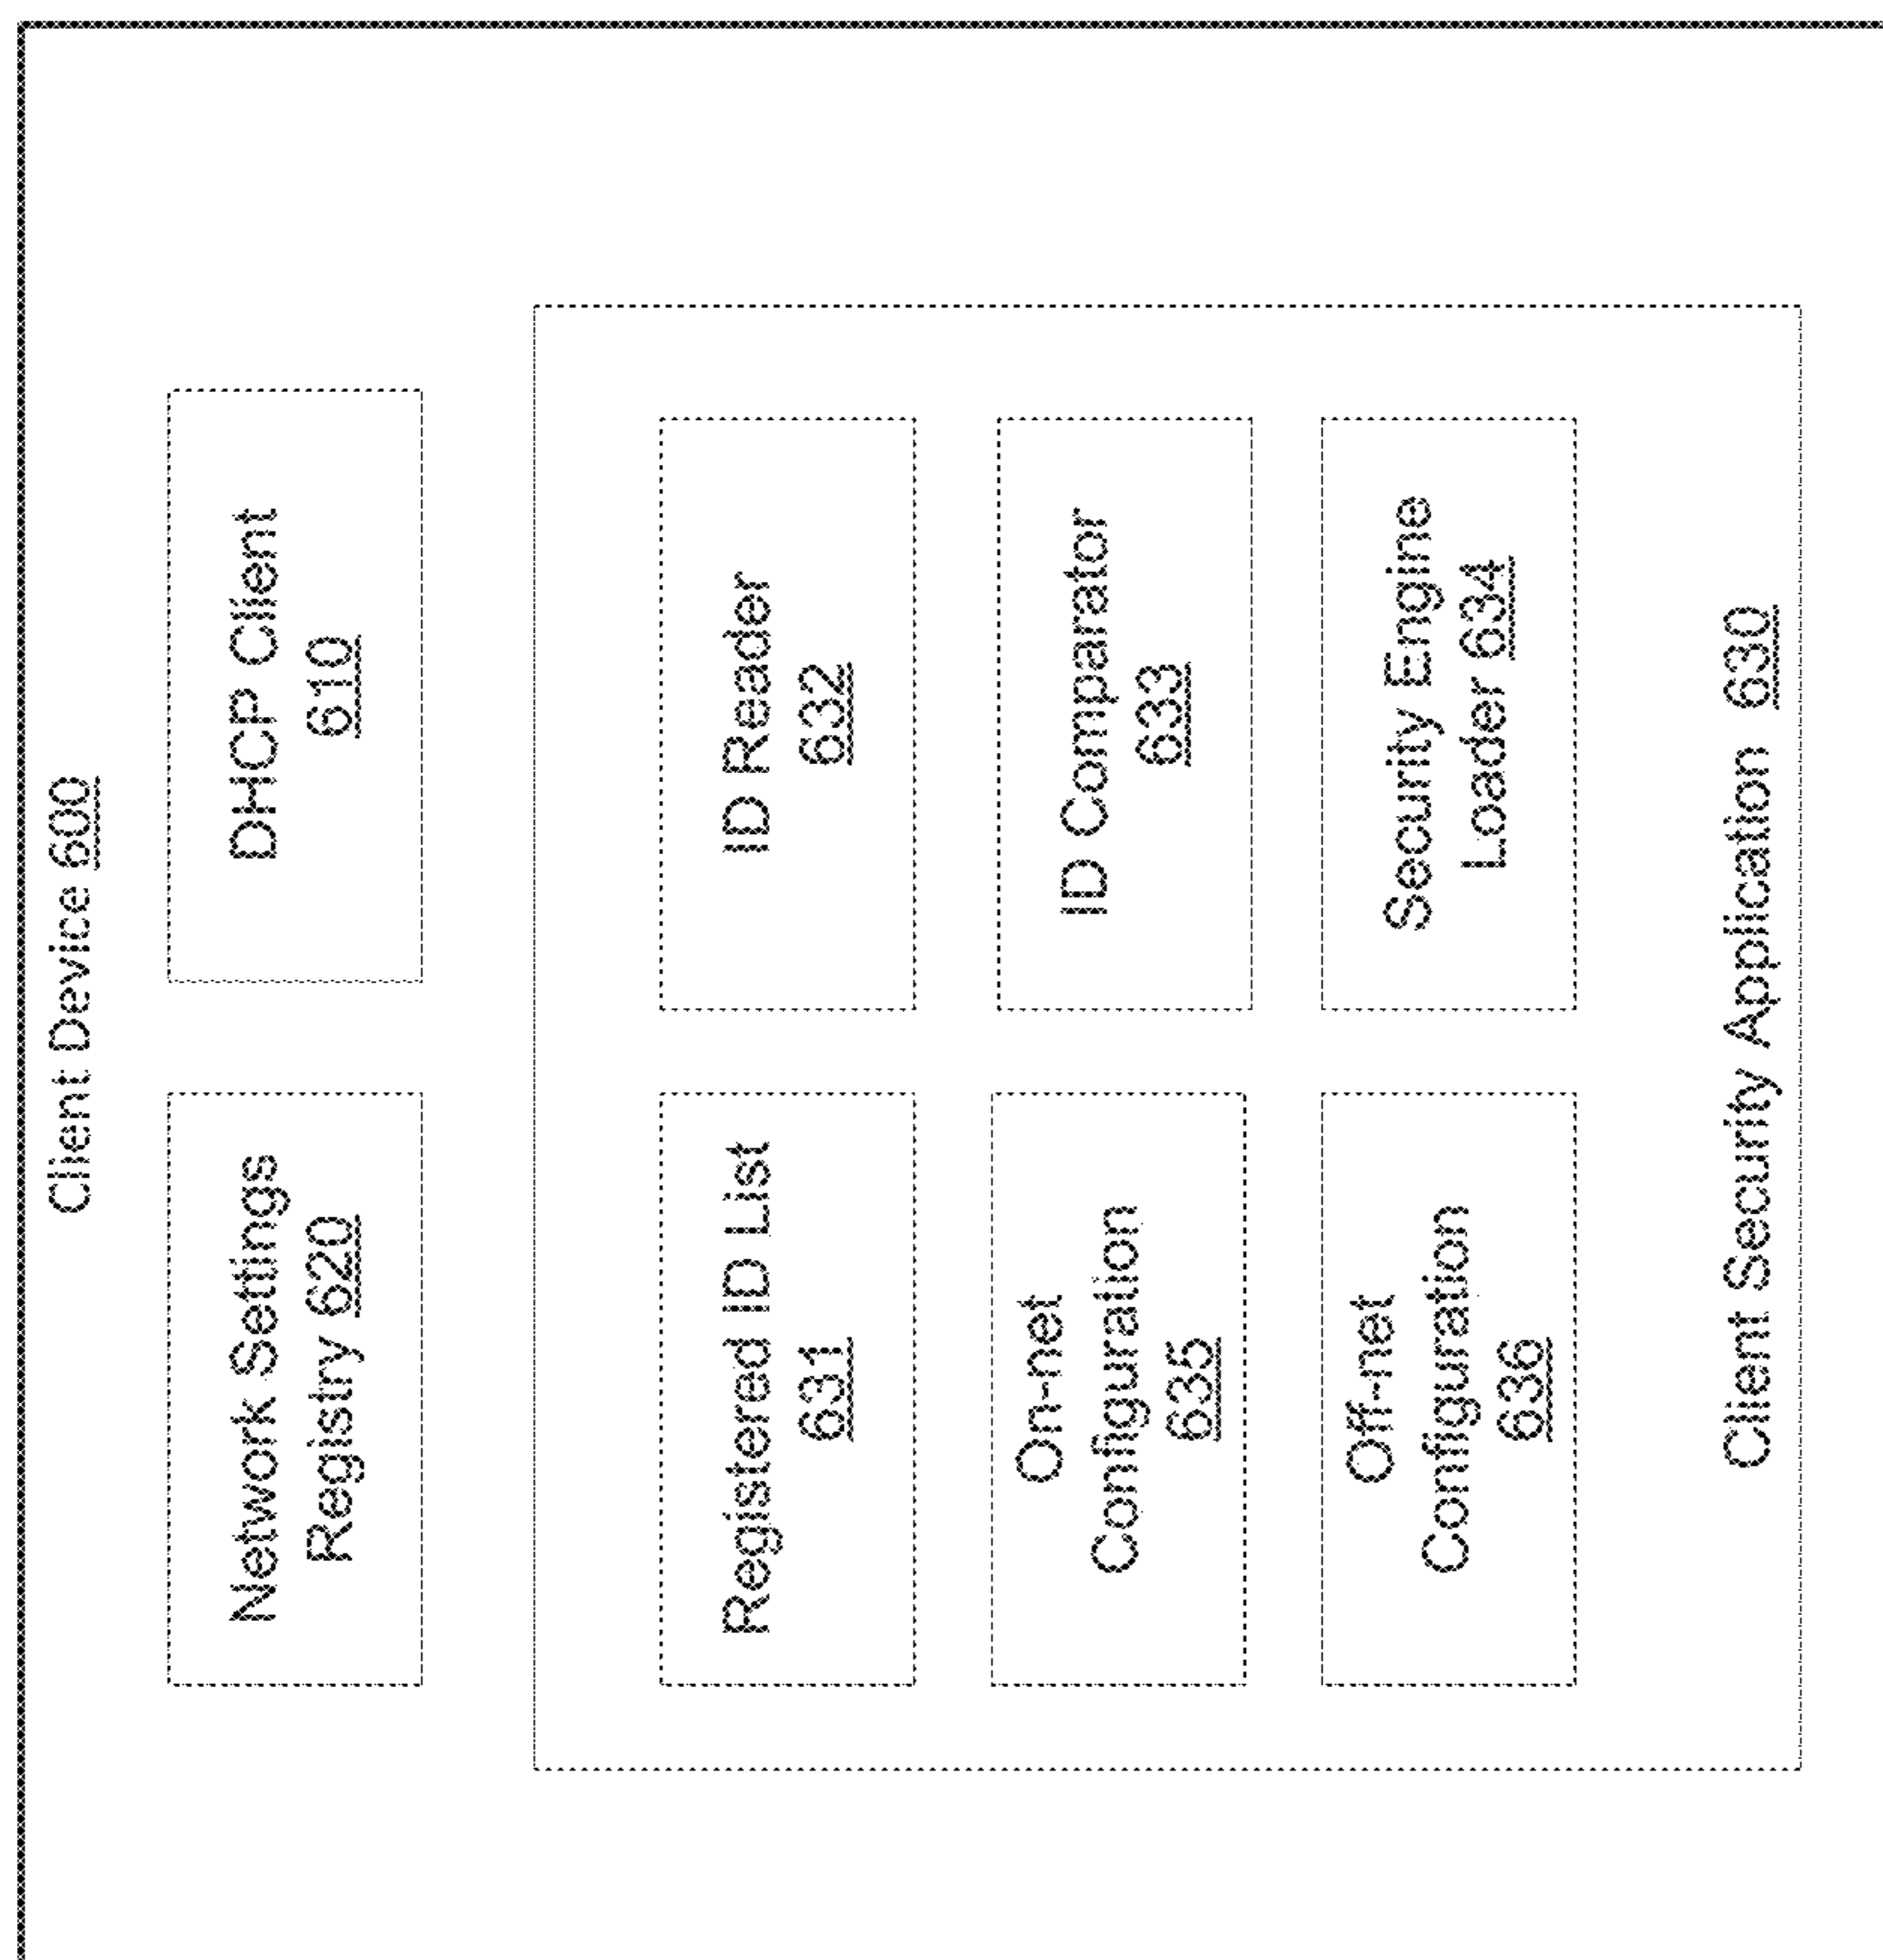 Client Device 600
Network Settings
Registry 620
DHCP Client
610
Registered ID List
631
ID Reader
632
On-net
Configuration
635
ID Comparator
633
Off-net
Configuration
636
Security Engine
Loader 634
Client Security Application 630